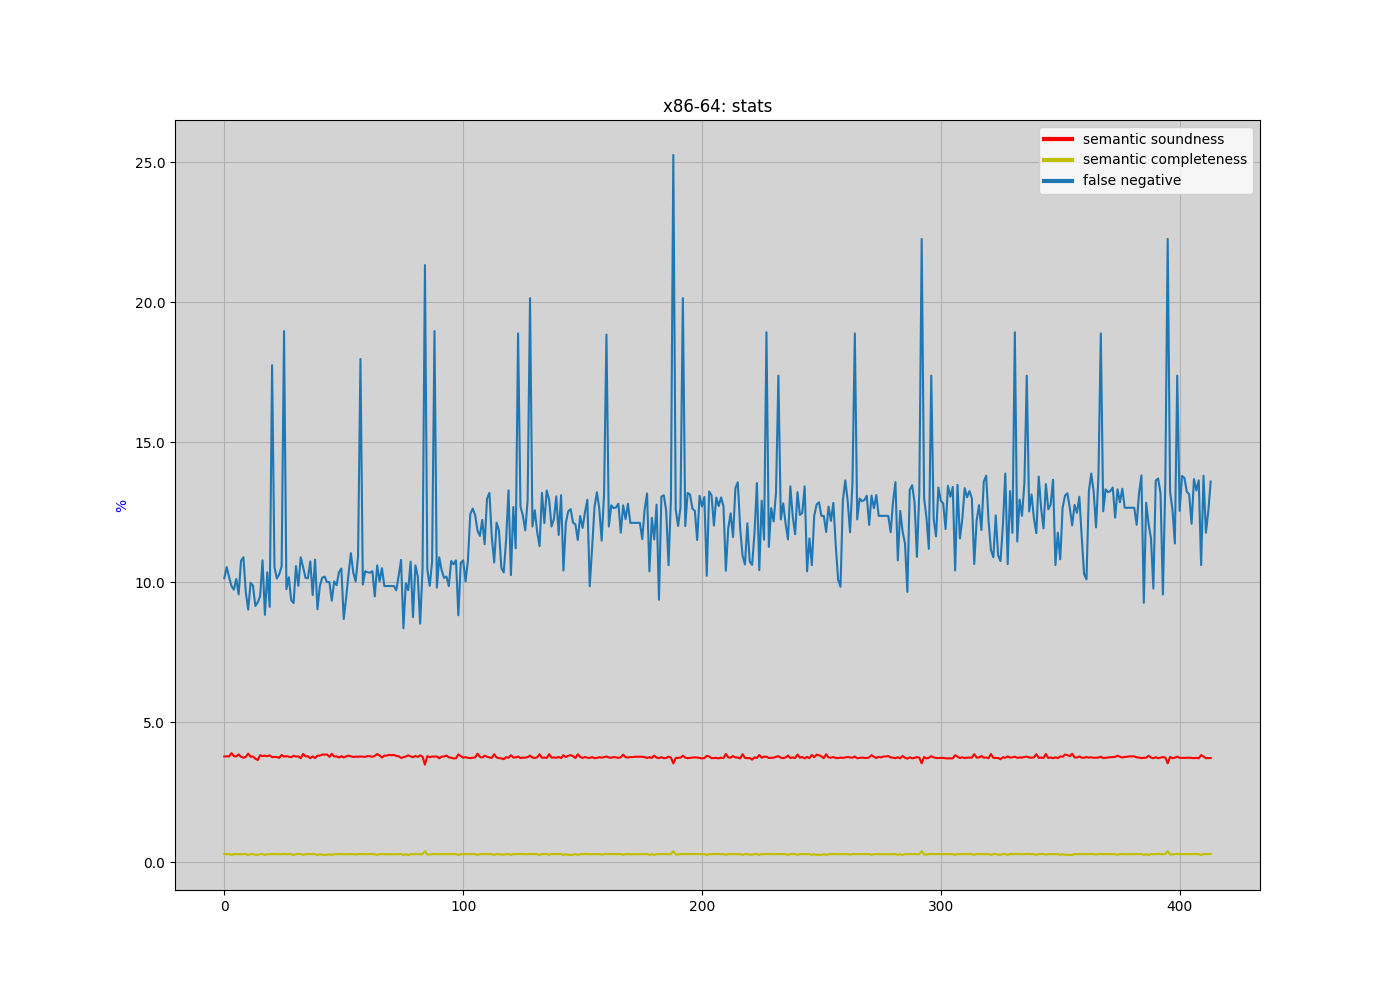 x86-64: stats
semantic soundness
semantic completeness
false negative
25.0
20.0
15.0
%
10.0
5.0
0.0
0 100 200 300 400